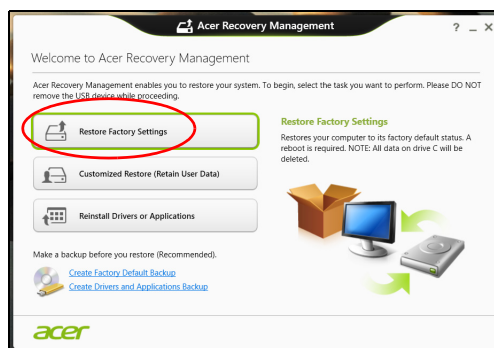 Acer Recovery Management
? _ X
Welcome to Acer Recovery Management
Acer Recovery Management enables you to restore your system. To begin, select the task you want to perform. Please DO NOT
remove the USB device while proceeding.
Restore Factory Settings
Customized Restore (Retain User Data)
Reinstall Drivers or Applications
Restore Factory Settings
Restores your computer to its factory default status. A
reboot is required. NOTE: All data on drive C will be
deleted.
Make a backup before you restore (Recommended).
Create Factory Default Backup
Create Drivers and Applications Backup
acer